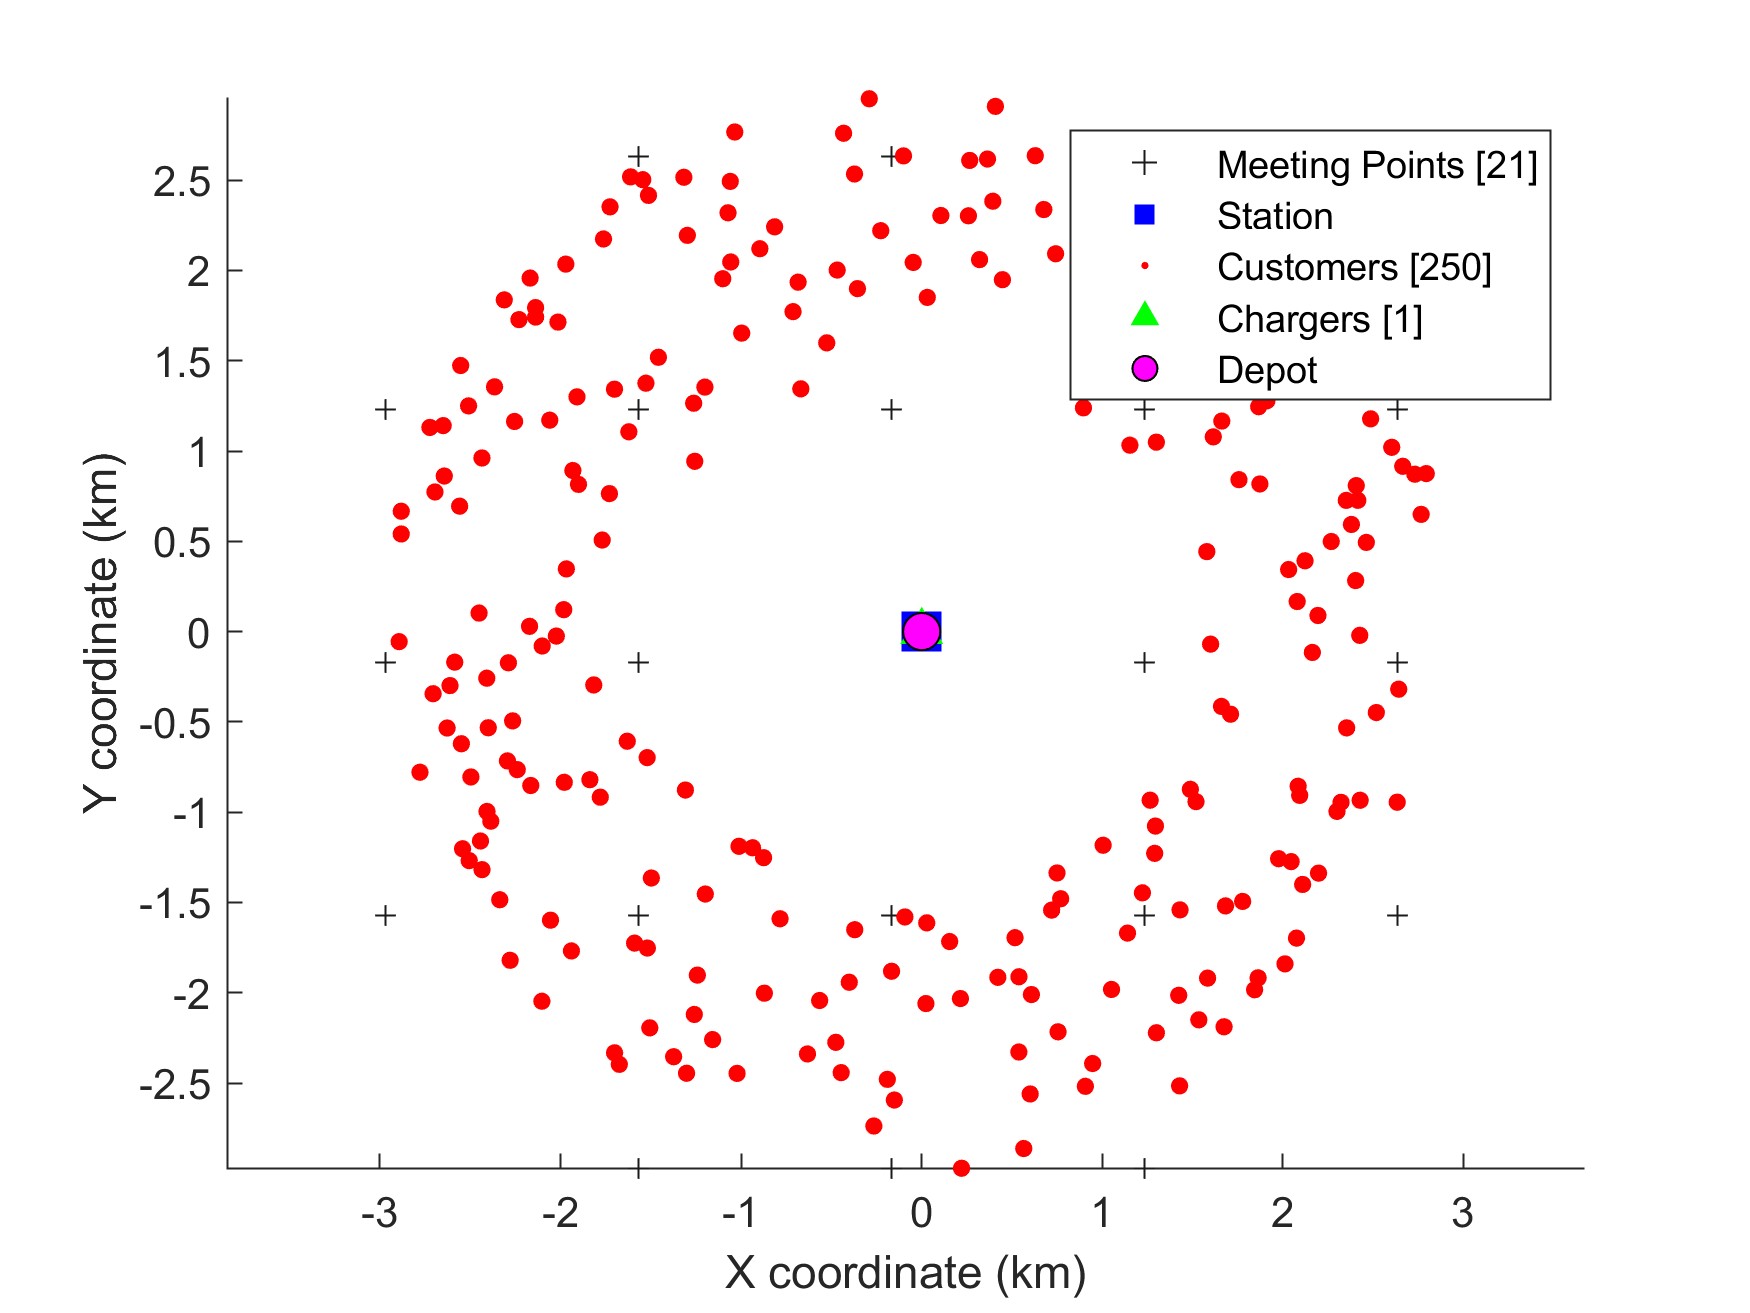 Meeting Points [21]
Station
Customers [250]
Chargers [1]
Depot
2.5
2
1.5
1
0.5
0
-0.5
-1
-1.5
-2
-2.5
Y coordinate (km)
-3 -2 -1 0 1 2 3
X coordinate (km)